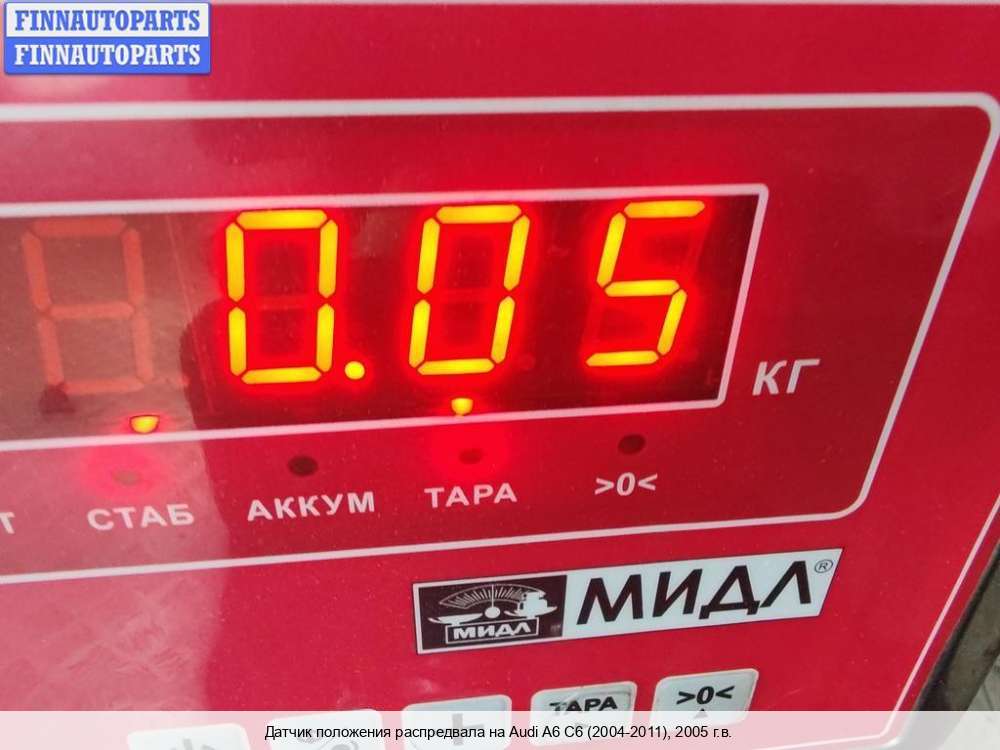 FINNAUTOPARTS
FINNAUTOPARTS
0.05
КГ
Т СТАБ АККУМ ТАРА >0<
МИДЛ МИДЛ®
ТАРА >0<
Датчик положения распредвала на Audi A6 C6 (2004-2011), 2005 г.в.